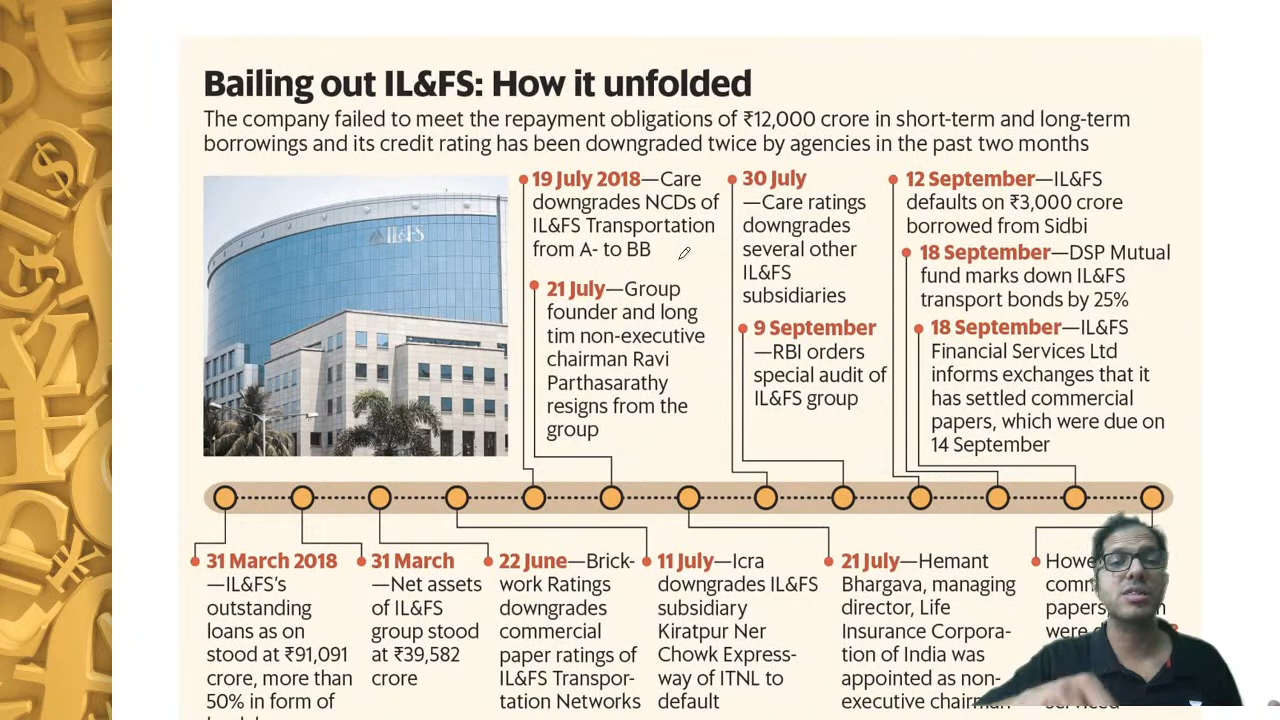 Bailing out IL&FS: How it unfolded
The company failed to meet the repayment obligations of ₹12,000 crore in short-term and long-term
borrowings and its credit rating has been downgraded twice by agencies in the past two months
IL&FS
19 July 2018—Care
downgrades NCDs of
IL&FS Transportation
from A- to BB
21 July—Group
founder and long
tim non-executive
chairman Ravi
Parthasarathy
resigns from the
group
30 July
—Care ratings
downgrades
several other
IL&FS
subsidiaries
9 September
—RBI orders
special audit of
IL&FS group
12 September—IL&FS
defaults on ₹3,000 crore
borrowed from Sidbi
18 September—DSP Mutual
fund marks down IL&FS
transport bonds by 25%
18 September—IL&FS
Financial Services Ltd
informs exchanges that it
has settled commercial
papers, which were due on
14 September
31 March 2018
—IL&FS's
outstanding
loans as on
stood at ₹91,091
crore, more than
50% in form of
31 March
—Net assets
of IL&FS
group stood
at ₹39,582
crore
22 June—Brick-
work Ratings
downgrades
commercial
paper ratings of
IL&FS Transpor-
tation Networks
11 July—Icra
downgrades IL&FS
subsidiary
Kiratpur Ner
Chowk Express-
way of ITNL to
default
21 July—Hemant
Bhargava, managing
director, Life
Insurance Corpora-
tion of India was
appointed as non-
executive chairman
papers,
were